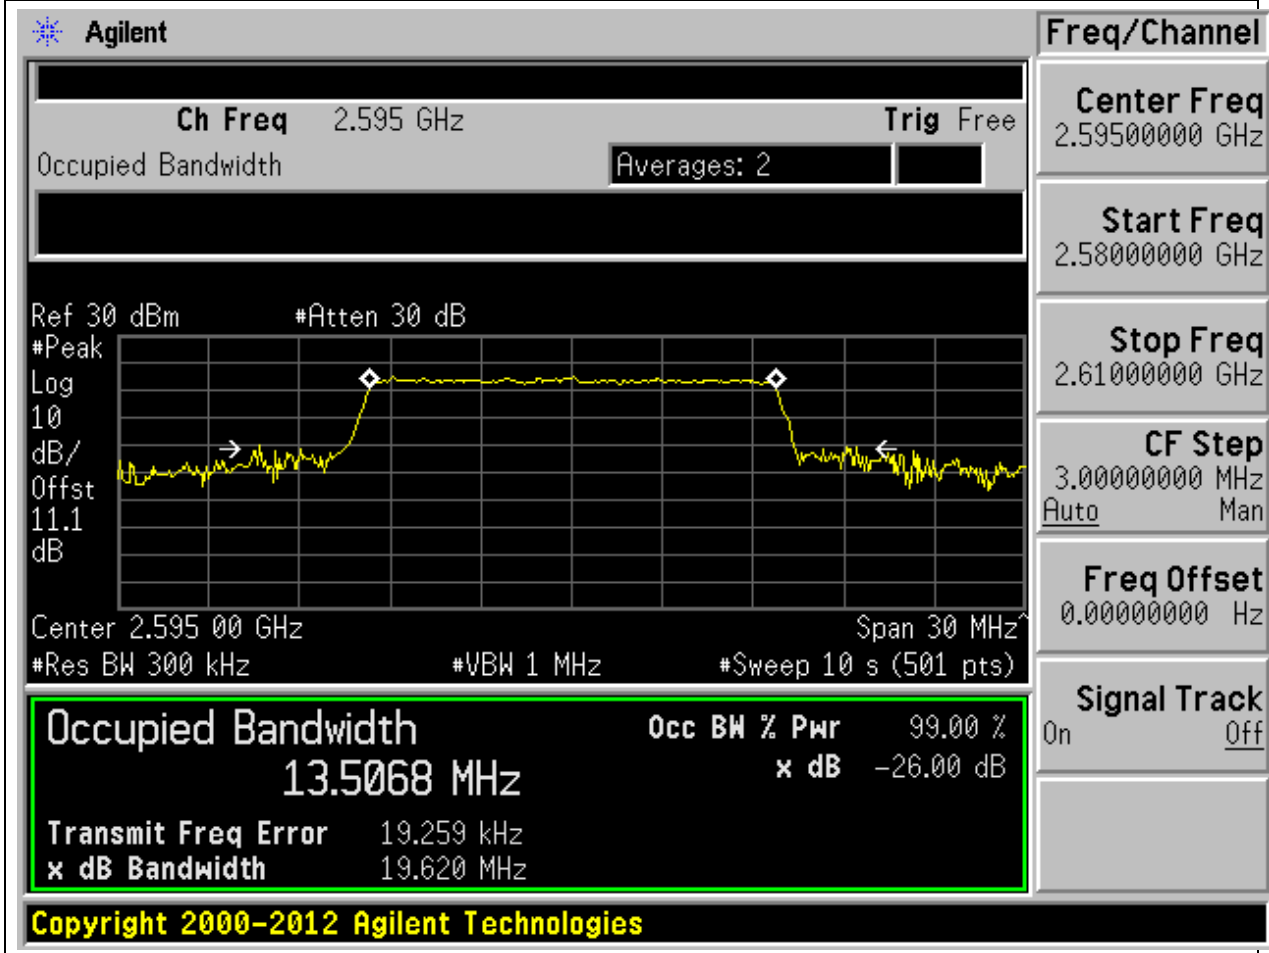 Agilent
Freq/Channel
Ch Freq 2.595 GHz Trig Free
Occupied Bandwidth Averages: 2
Center Freq
2.59500000 GHz
Start Freq
2.58000000 GHz
Stop Freq
2.61000000 GHz
CF Step
3.00000000 MHz
Auto Man
Freq Offset
0.00000000 Hz
Signal Track
On Off
Ref 30 dBm #Atten 30 dB
#Peak
Log
10
dB/
Offst
11.1
dB
Center 2.595 00 GHz Span 30 MHz^
#Res BW 300 kHz #VBW 1 MHz #Sweep 10 s (501 pts)
Occupied Bandwidth
13.5068 MHz
Occ BW % Pwr 99.00 %
x dB -26.00 dB
Transmit Freq Error 19.259 kHz
x dB Bandwidth 19.620 MHz
Copyright 2000-2012 Agilent Technologies